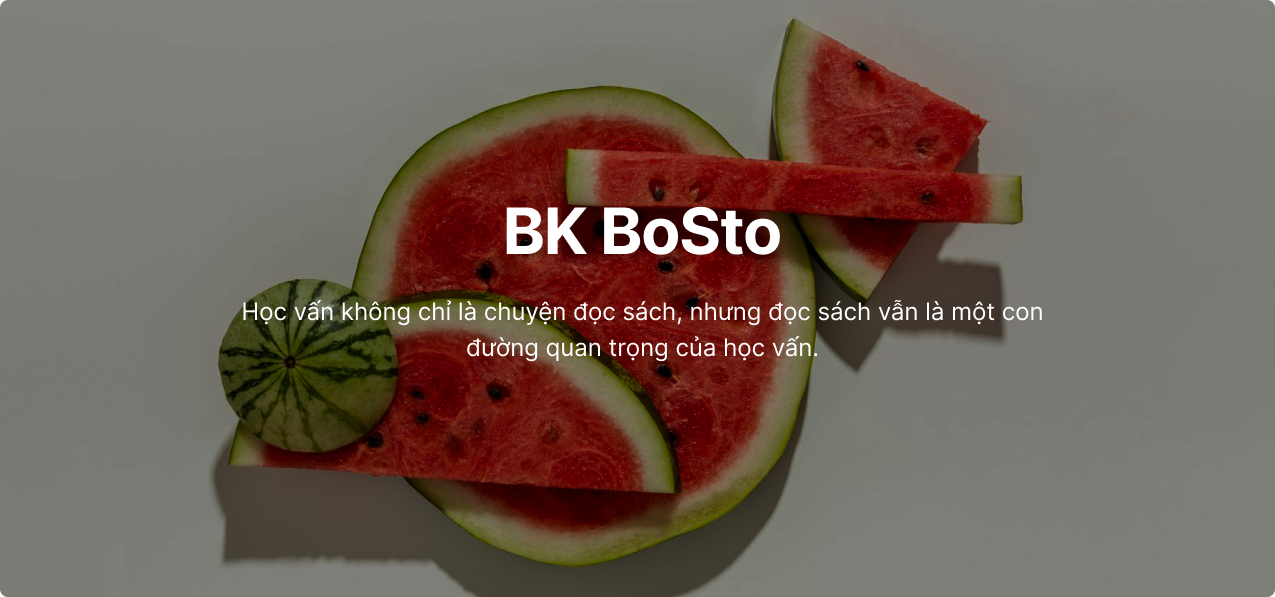 BK BoSto
Học vấn không chỉ là chuyện đọc sách, nhưng đọc sách vẫn là một con
đường quan trọng của học vấn.